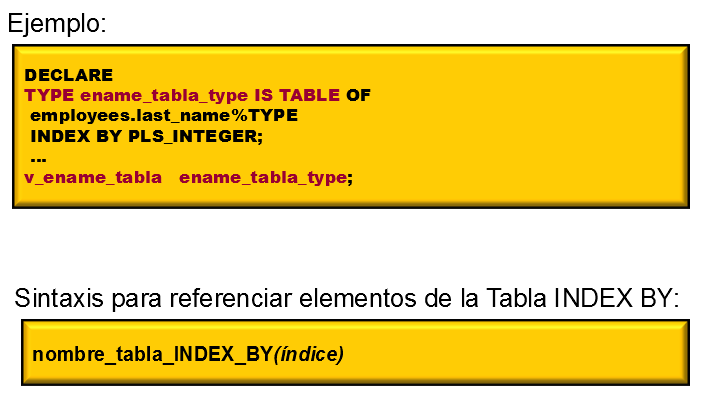 Ejemplo:
DECLARE
TYPE ename_tabla_type IS TABLE OF
employees.last_name%TYPE
INDEX BY PLS_INTEGER;
...
v_ename_tabla ename_tabla_type;
Sintaxis para referenciar elementos de la Tabla INDEX BY:
nombre_tabla_INDEX_BY(índice)